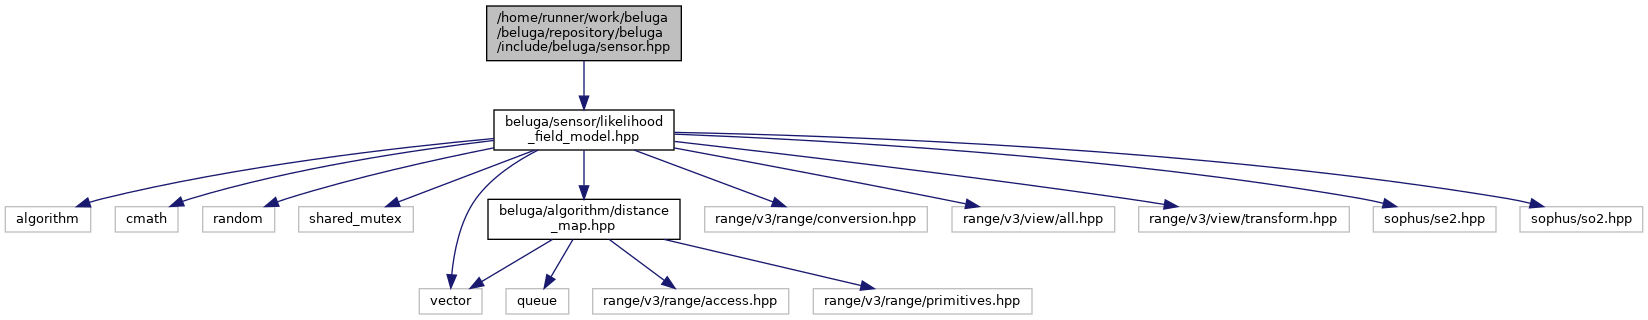 /home/runner/work/beluga
/beluga/repository/beluga
/include/beluga/sensor.hpp
beluga/sensor/likelihood
_field_model.hpp
algorithm
cmath
random
shared_mutex
beluga/algorithm/distance
_map.hpp
range/v3/range/conversion.hpp
range/v3/view/all.hpp
range/v3/view/transform.hpp
sophus/se2.hpp
sophus/so2.hpp
vector
queue
range/v3/range/access.hpp
range/v3/range/primitives.hpp